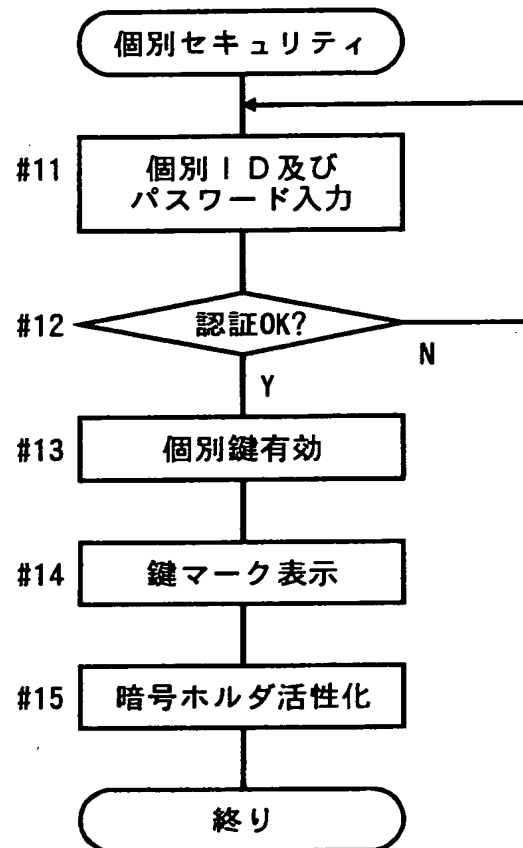 個別セキュリティ
#11
個別ID及び
パスワード入力
#12
認証OK?
N
Y
#13
個別鍵有効
#14
鍵マーク表示
#15
暗号ホルダ活性化
終り